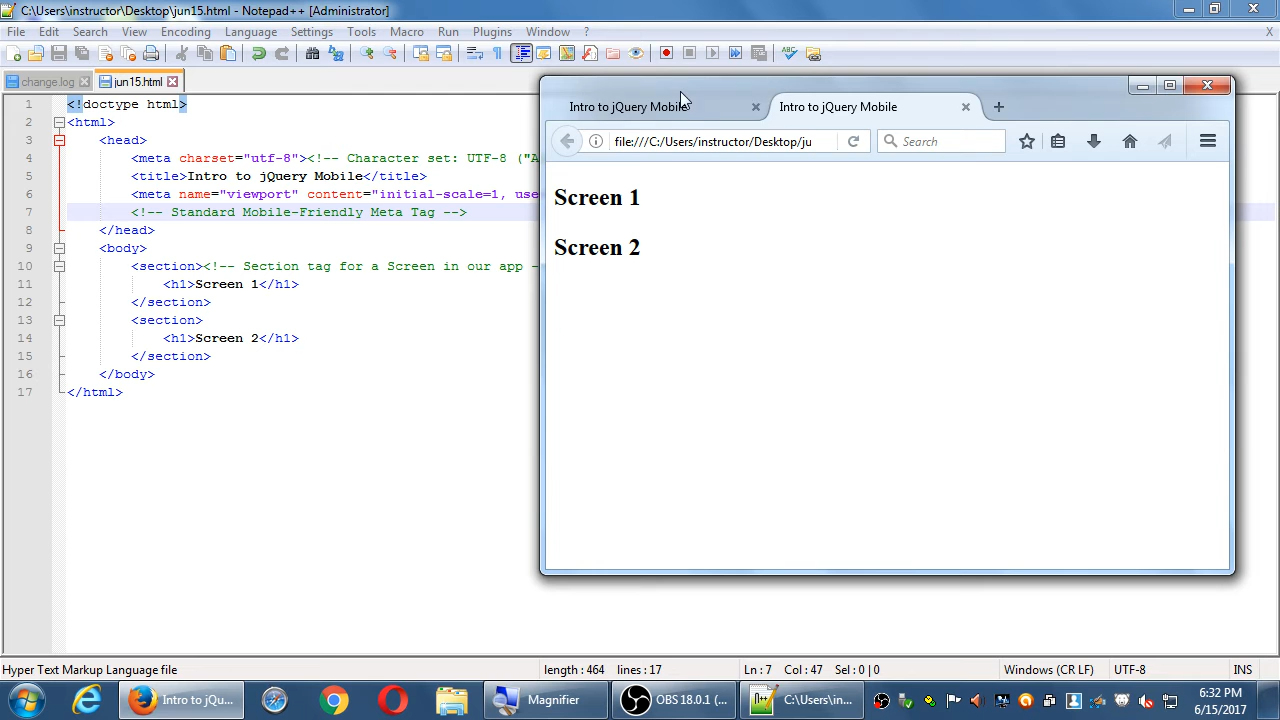 C:\Users\instructor\Desktop\jun15.html - Notepad++ [Administrator]
File Edit Search View Encoding Language Settings Tools Macro Run Plugins Window ?
change.log jun15.html
Intro to jQuery Mobile Intro to jQuery Mobile
file:///C:/Users/instructor/Desktop/ju Search
1 <!doctype html>
2 <html>
3 <head>
4 <meta charset="utf-8"><!-- Character set: UTF-8 ("A
5 <title>Intro to jQuery Mobile</title>
6 <meta name="viewport" content="initial-scale=1, use
7 <!-- Standard Mobile-Friendly Meta Tag -->
8 </head>
9 <body>
10 <section><!-- Section tag for a Screen in our app -
11 <h1>Screen 1</h1>
12 </section>
13 <section>
14 <h1>Screen 2</h1>
15 </section>
16 </body>
17 </html>
Screen 1
Screen 2
Hyper Text Markup Language file length : 464 lines : 17 Ln : 7 Col : 47 Sel : 0 | 0 Windows (CR LF) UTF-8 INS
Intro to jQu... Magnifier OBS 18.0.1 (... C:\Users\in... 6:32 PM
6/15/2017